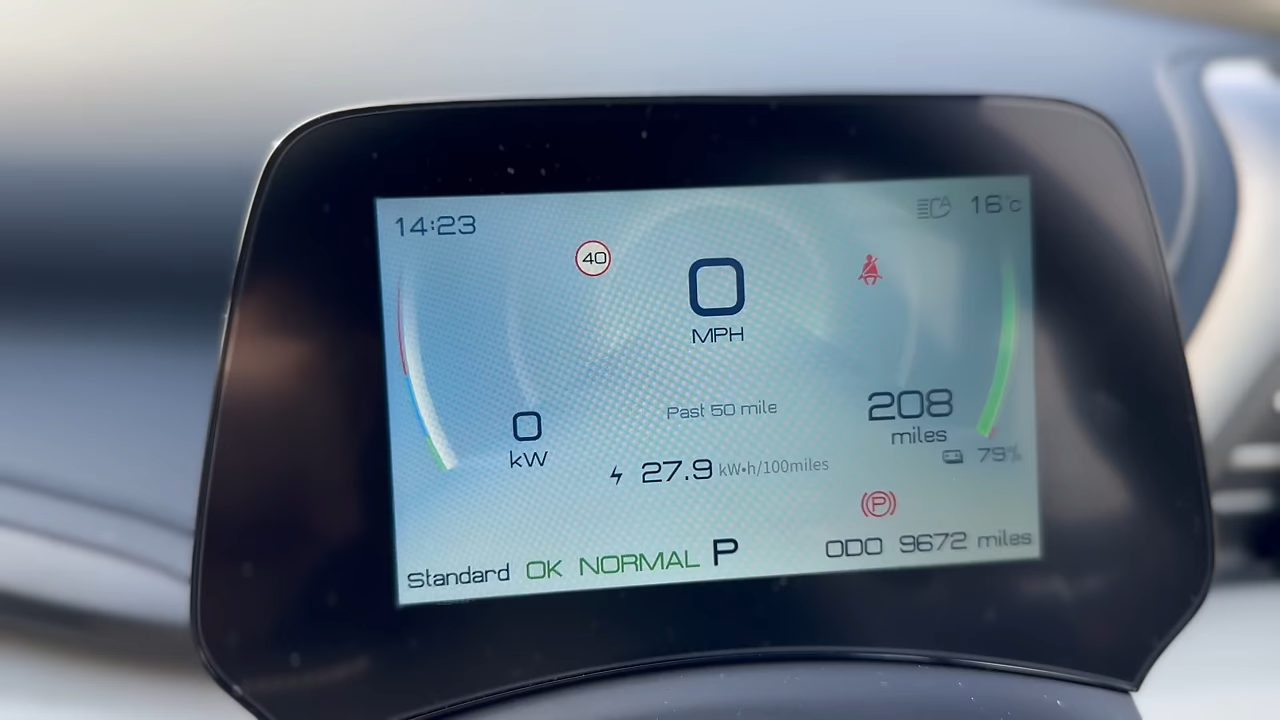 14:23
A 16°c
40
0
MPH
208
miles
Past 50 mile
0
kW
27.9 kW•h/100miles
79%
P
Standard OK NORMAL P
ODO 9672 miles